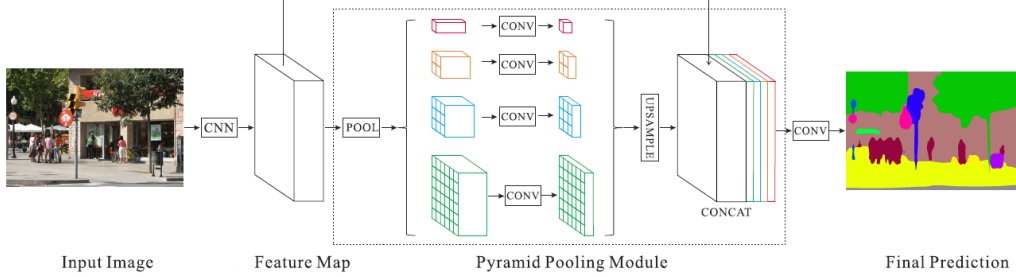 CNN
POOL
CONV
CONV
CONV
CONV
UPSAMPLE
CONCAT
CONV
Input Image
Feature Map
Pyramid Pooling Module
Final Prediction